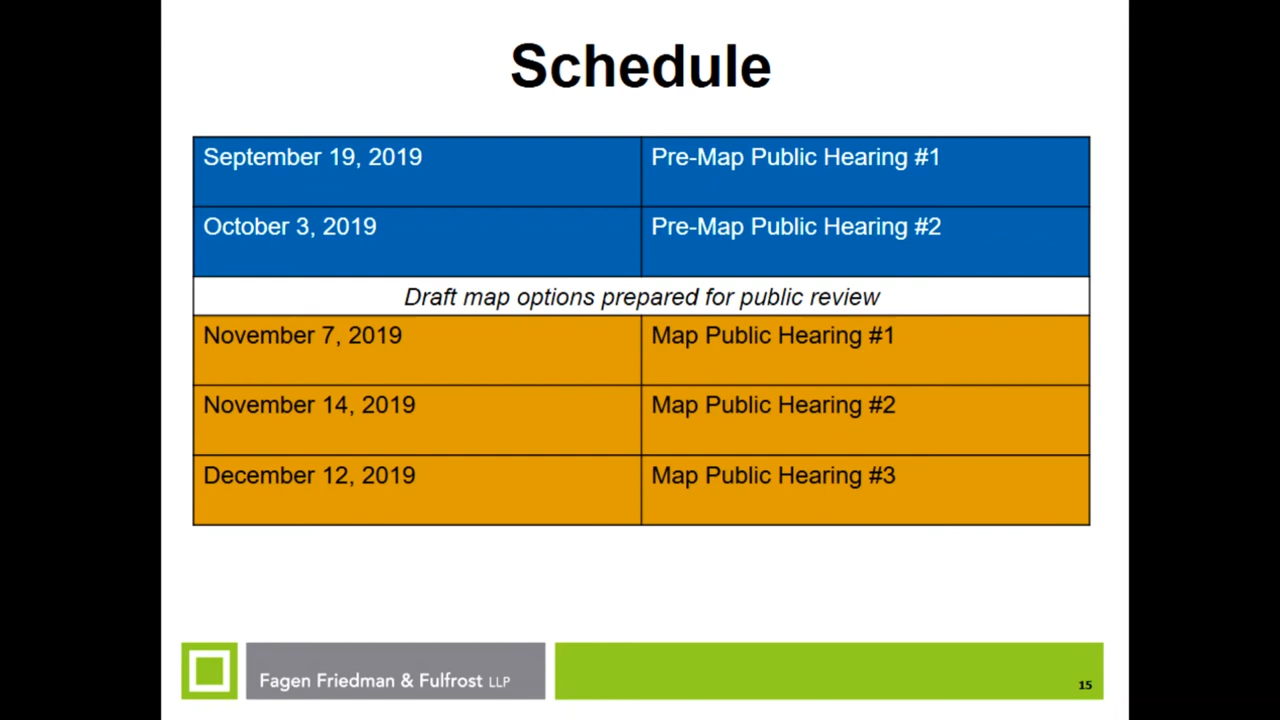 Schedule
September 19, 2019 Pre-Map Public Hearing #1
October 3, 2019 Pre-Map Public Hearing #2
Draft map options prepared for public review
November 7, 2019 Map Public Hearing #1
November 14, 2019 Map Public Hearing #2
December 12, 2019 Map Public Hearing #3
Fagen Friedman & Fulfrost LLP
15